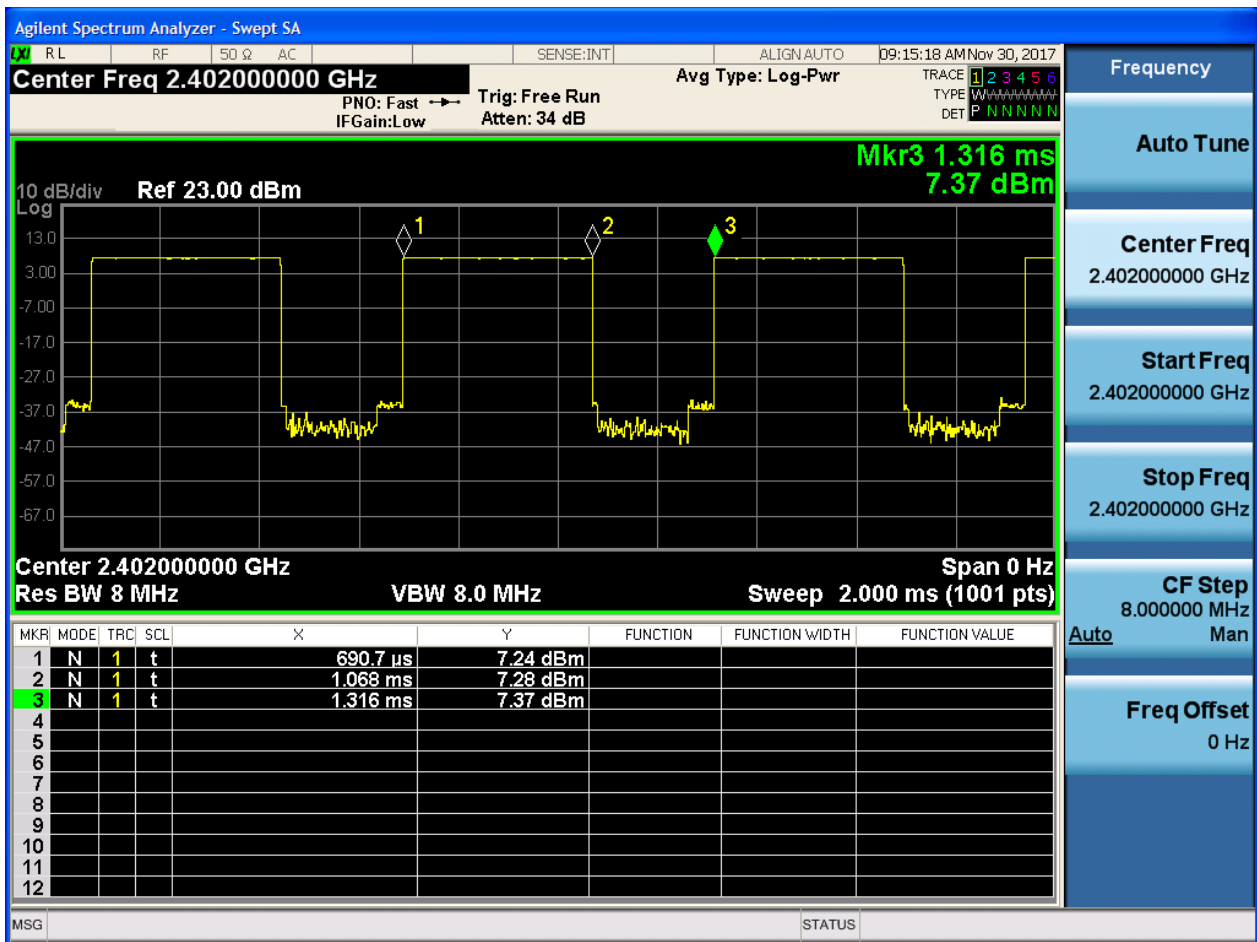 Agilent Spectrum Analyzer - Swept SA
LXI RL RF 50 Ω AC SENSE:INT ALIGN AUTO 09:15:18 AM Nov 30, 2017
Center Freq 2.402000000 GHz
PNO: Fast
IFGain:Low
Trig: Free Run
Atten: 34 dB
Avg Type: Log-Pwr
TRACE 1 2 3 4 5 6
TYPE W
DET P N N N N N
Mkr3 1.316 ms
7.37 dBm
10 dB/div Ref 23.00 dBm
Log
13.0
3.00
-7.00
-17.0
-27.0
-37.0
-47.0
-57.0
-67.0
1 2 3
Center 2.402000000 GHz Span 0 Hz
Res BW 8 MHz VBW 8.0 MHz Sweep 2.000 ms (1001 pts)
MKR MODE TRC SCL X Y FUNCTION FUNCTION WIDTH FUNCTION VALUE
1 N 1 t 690.7 µs 7.24 dBm
2 N 1 t 1.068 ms 7.28 dBm
3 N 1 t 1.316 ms 7.37 dBm
4
5
6
7
8
9
10
11
12
MSG STATUS
Frequency
Auto Tune
Center Freq
2.402000000 GHz
Start Freq
2.402000000 GHz
Stop Freq
2.402000000 GHz
CF Step
8.000000 MHz
Auto Man
Freq Offset
0 Hz